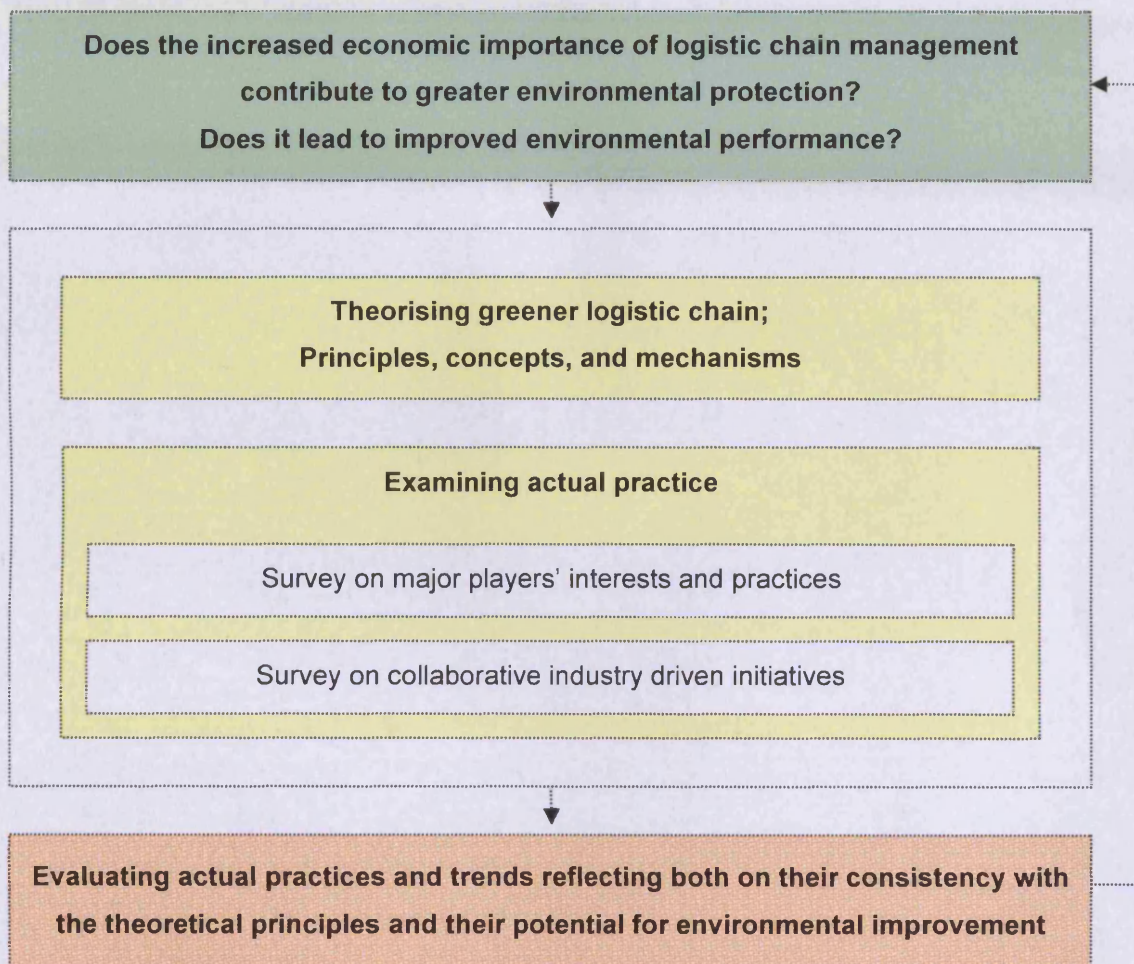 Does the increased economic importance of logistic chain management
contribute to greater environmental protection?
Does it lead to improved environmental performance?
Theorising greener logistic chain;
Principles, concepts, and mechanisms
Examining actual practice
Survey on major players’ interests and practices
Survey on collaborative industry driven initiatives
Evaluating actual practices and trends reflecting both on their consistency with
the theoretical principles and their potential for environmental improvement